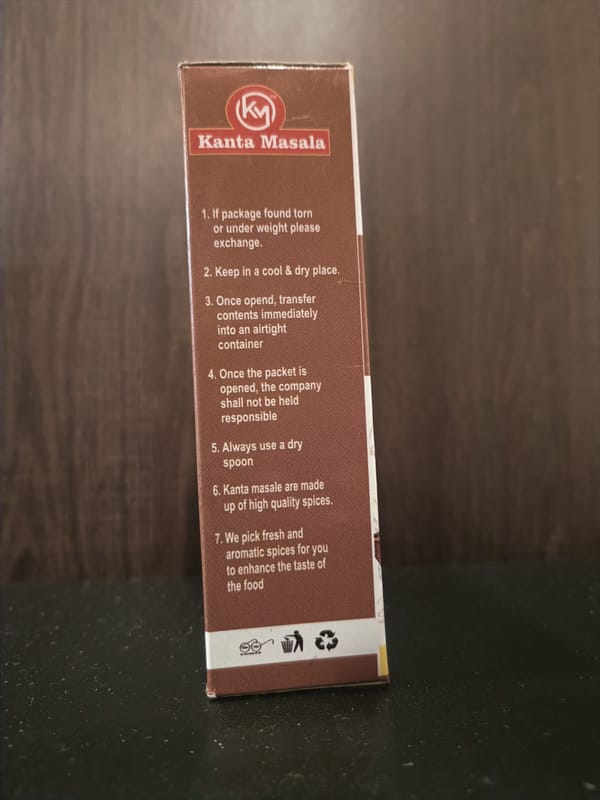 KM
Kanta Masala
1. If package found torn
or under weight please
exchange.
2. Keep in a cool & dry place.
3. Once opend, transfer
contents immediately
into an airtight
container
4. Once the packet is
opened, the company
shall not be held
responsible
5. Always use a dry
spoon
6. Kanta masale are made
up of high quality spices.
7. We pick fresh and
aromatic spices for you
to enhance the taste of
the food